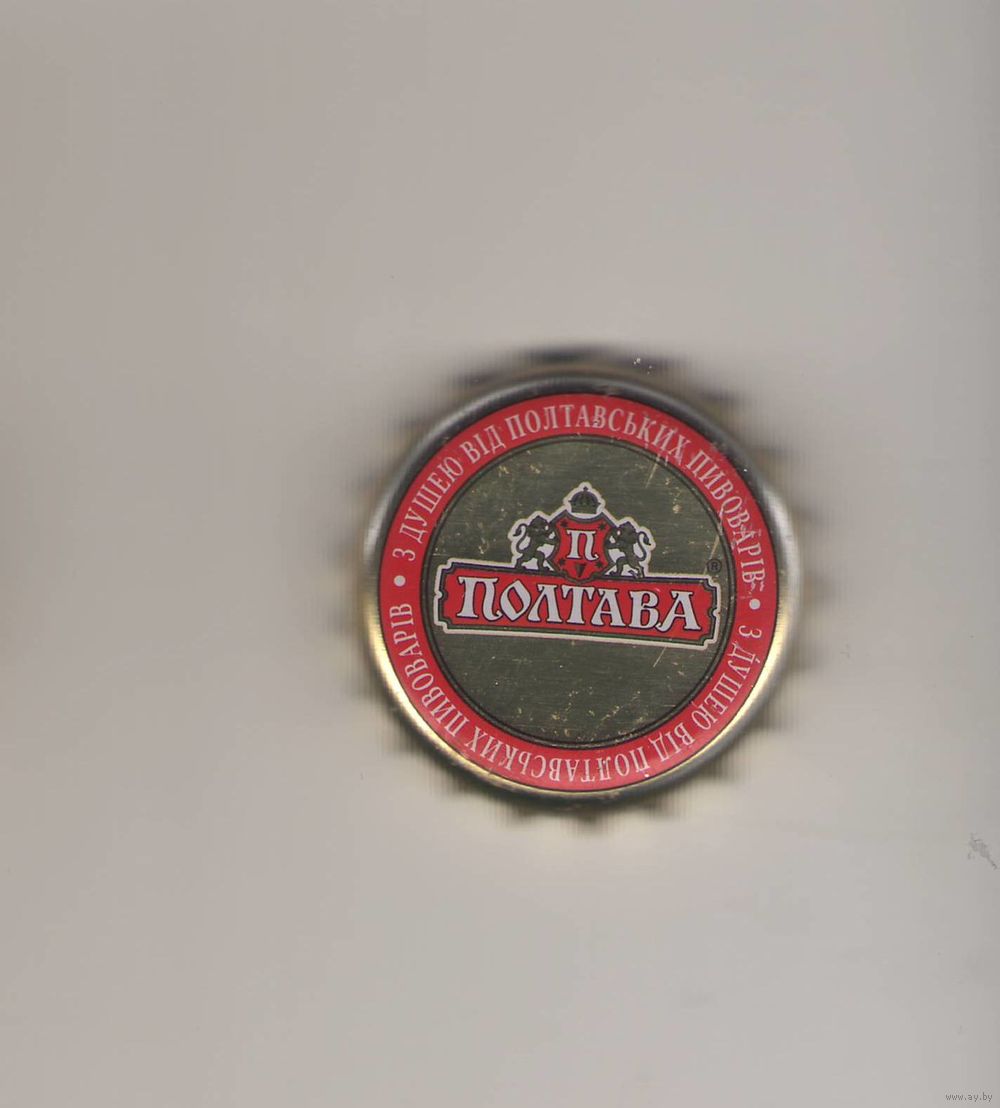 З ДУШЕЮ ВІД ПОЛТАВСЬКИХ ПИВОВАРІВ • З ДУШЕЮ ВІД ПОЛТАВСЬКИХ ПИВОВАРІВ •
П
ПОЛТАВА ®
www.ay.by